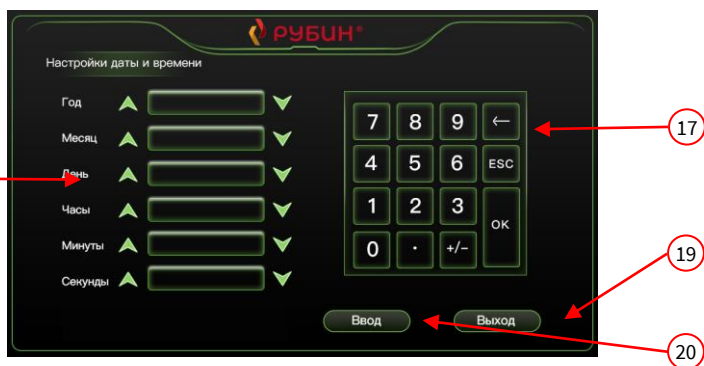 РУБИН®
Настройки даты и времени
Год
Месяц
День
Часы
Минуты
Секунды
7 8 9 ←
4 5 6 ESC
1 2 3
OK
0 . +/-
Ввод Выход
17
19
20